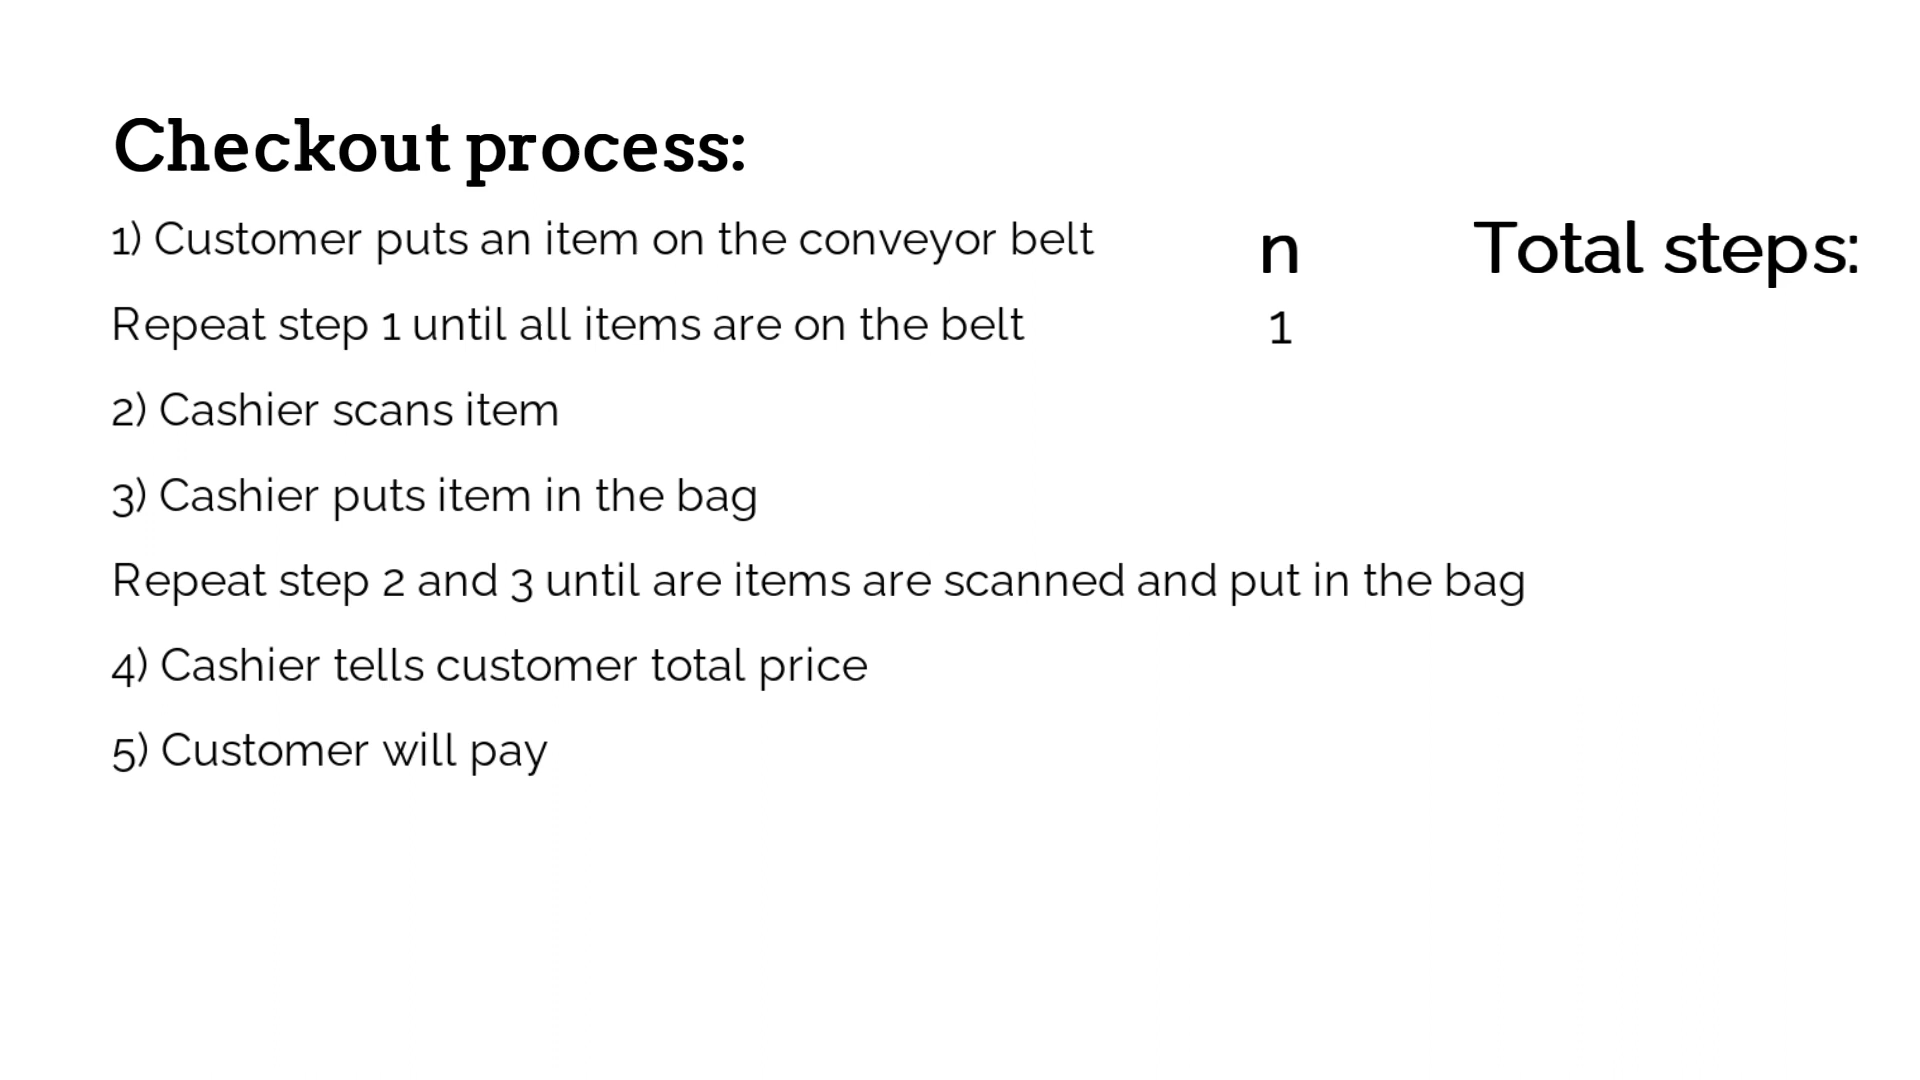 Checkout process:
1) Customer puts an item on the conveyor belt
n
Total steps:
Repeat step 1 until all items are on the belt
1
2) Cashier scans item
3) Cashier puts item in the bag
Repeat step 2 and 3 until are items are scanned and put in the bag
4) Cashier tells customer total price
5) Customer will pay